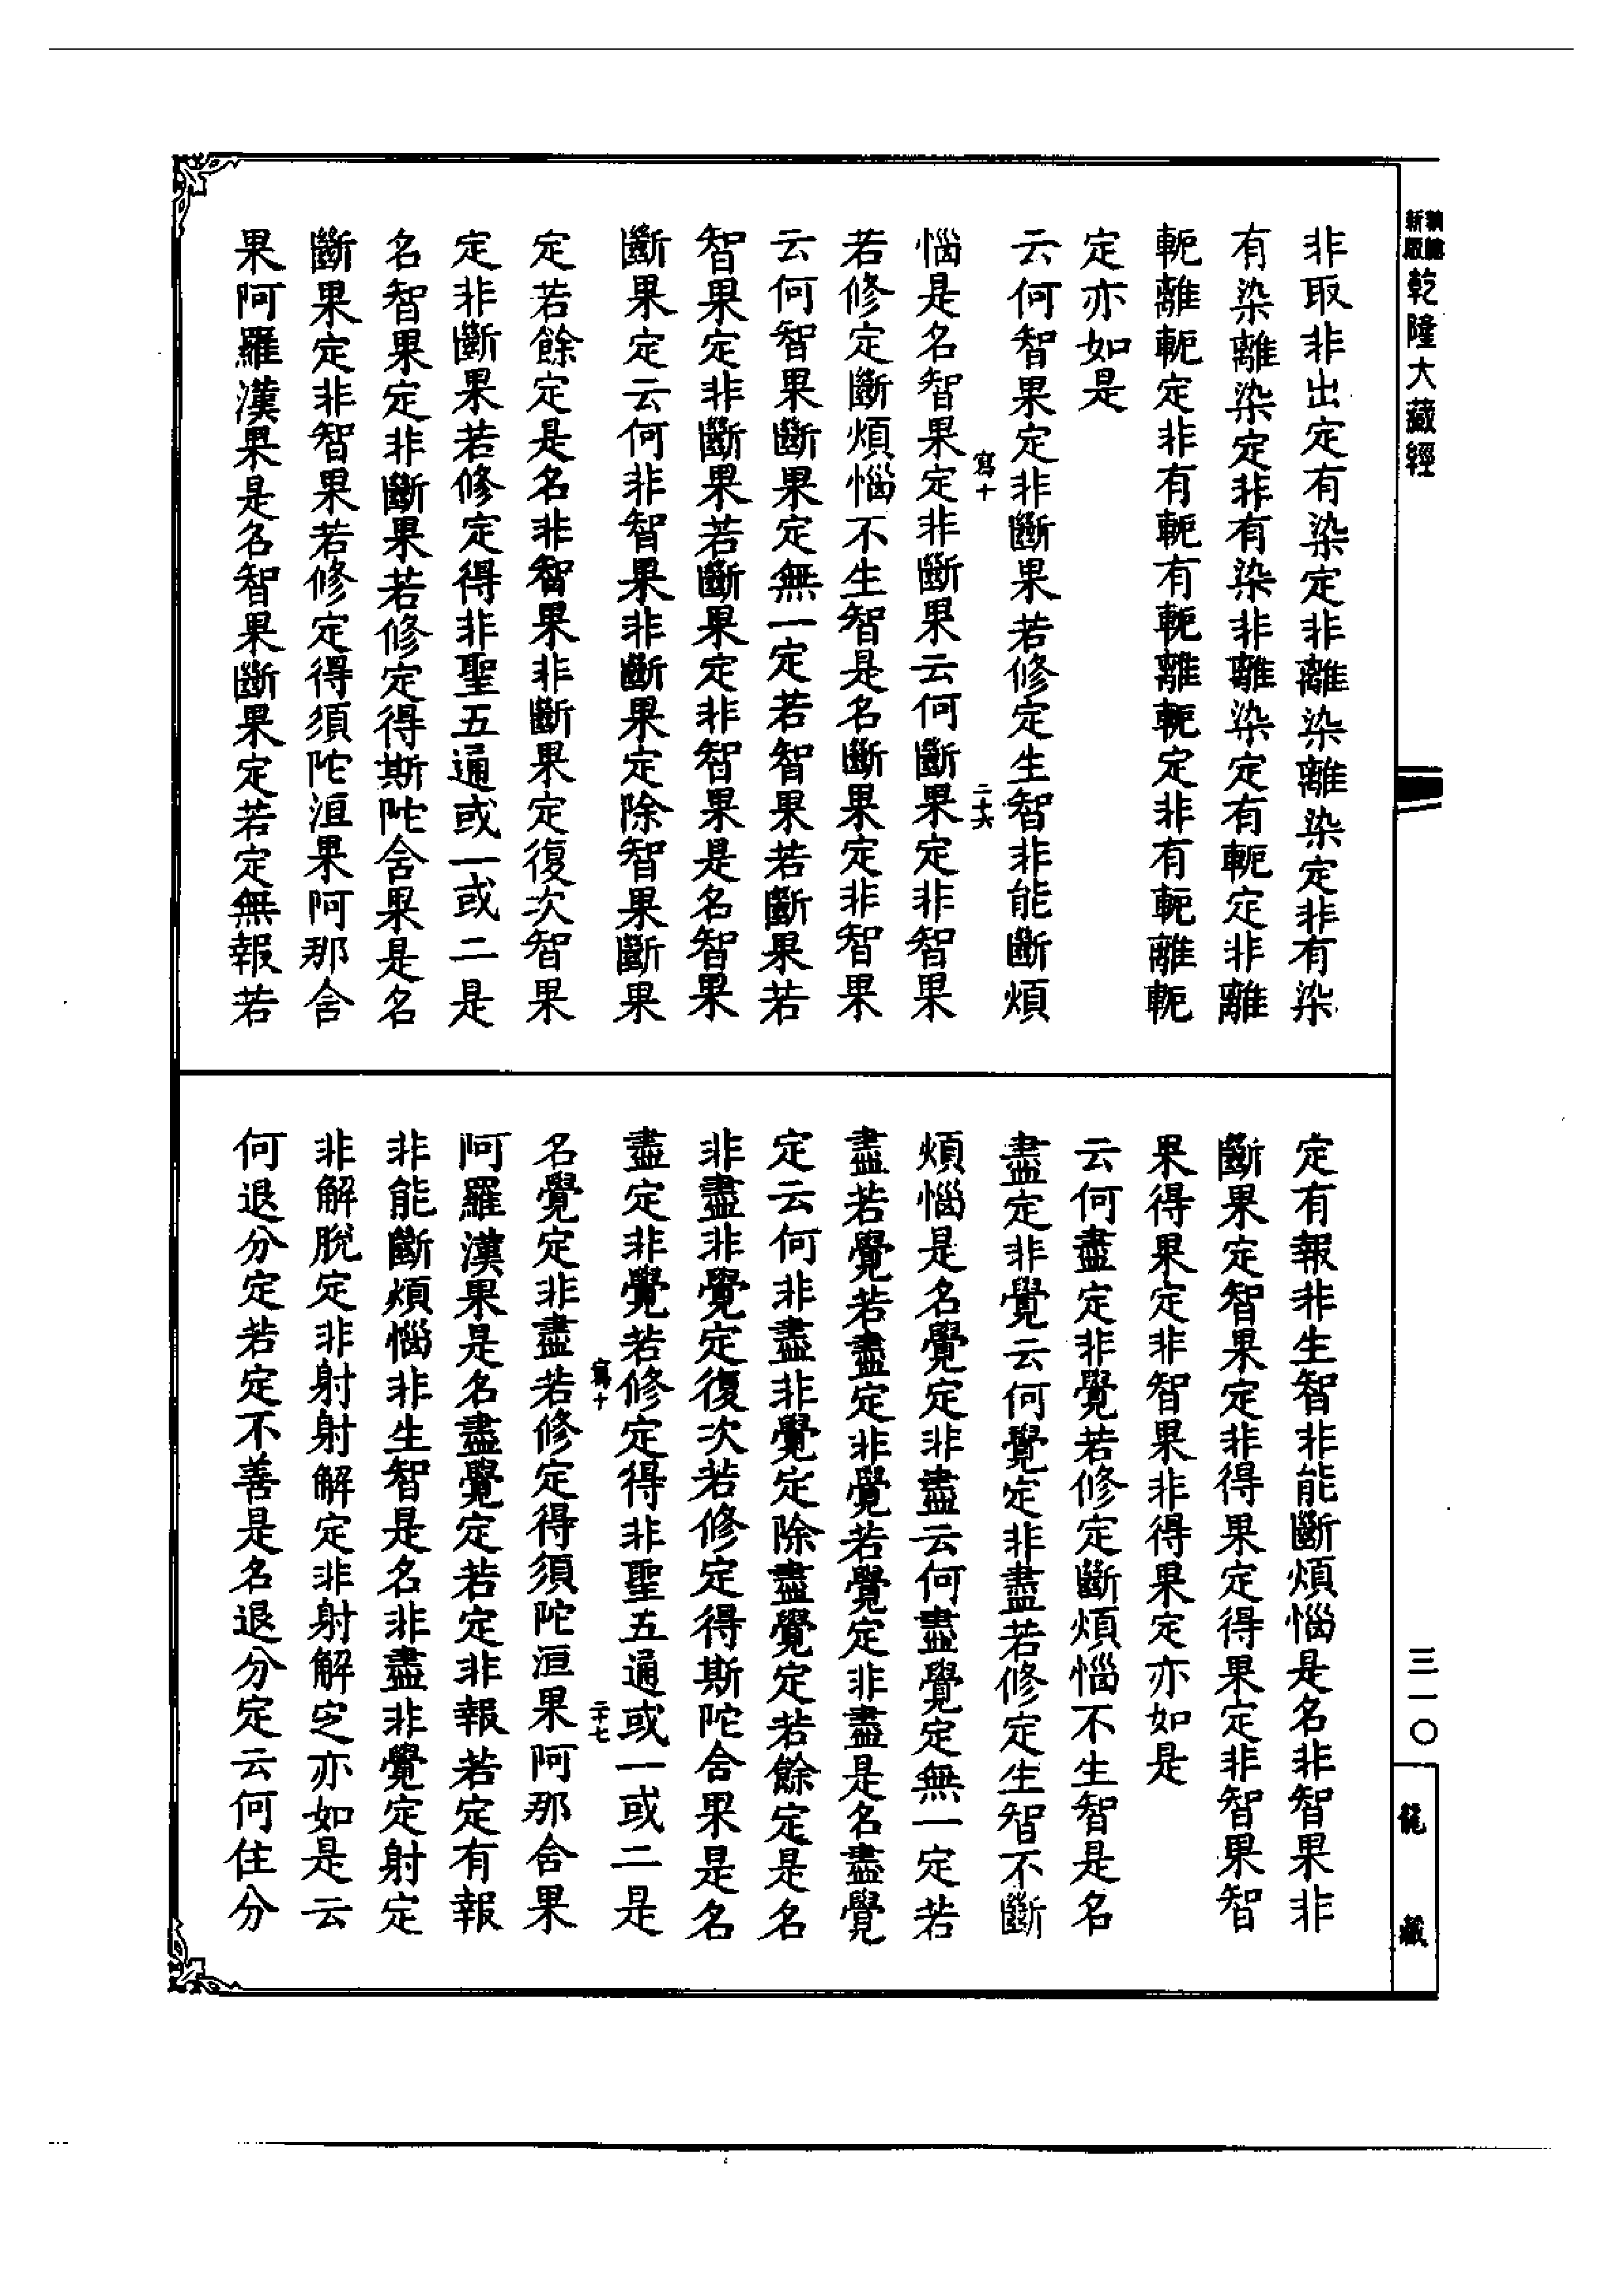 新編
新版
乾隆大藏經
非取非出定有染定非離染離染定非有染
有染離染定非有染非離染定有軛定非離
軛離軛定非有軛有軛離軛定非有軛離軛
定亦如是
云何智果定非斷果若修定生智非能斷煩
惱是名智果定非斷果云何斷果定非智果
寫十
二十六
若修定斷煩惱不生智是名斷果定非智果
云何智果斷果定無一定若智果若斷果若
智果定非斷果若斷果定非智果是名智果
斷果定云何非智果非斷果定除智果斷果
定若餘定是名非智果非斷果定復次智果
定非斷果若修定得非聖五通或一或二是
名智果定非斷果若修定得斯陀含果是名
斷果定非智果若修定得須陀洹果阿那含
果阿羅漢果是名智果斷果定若定無報若
定有報非生智非能斷煩惱是名非智果非
斷果定智果定非得果定得果定非智果智
果得果定非智果非得果定亦如是
云何盡定非覺若修定斷煩惱不生智是名
盡定非覺云何覺定非盡若修定生智不斷
煩惱是名覺定非盡云何盡覺定無一定若
盡若覺若盡定非覺若覺定非盡是名盡覺
定云何非盡非覺定除盡覺定若餘定是名
非盡非覺定復次若修定得斯陀含果是名
盡定非覺若修定得非聖五通或一或二是
寫十
二十七
名覺定非盡若修定得須陀洹果阿那含果
阿羅漢果是名盡覺定若定非報若定有報
非能斷煩惱非生智是名非盡非覺定射定
非解脫定非射射解定非射解定亦如是云
何退分定若定不善是名退分定云何住分
三一〇
龍藏